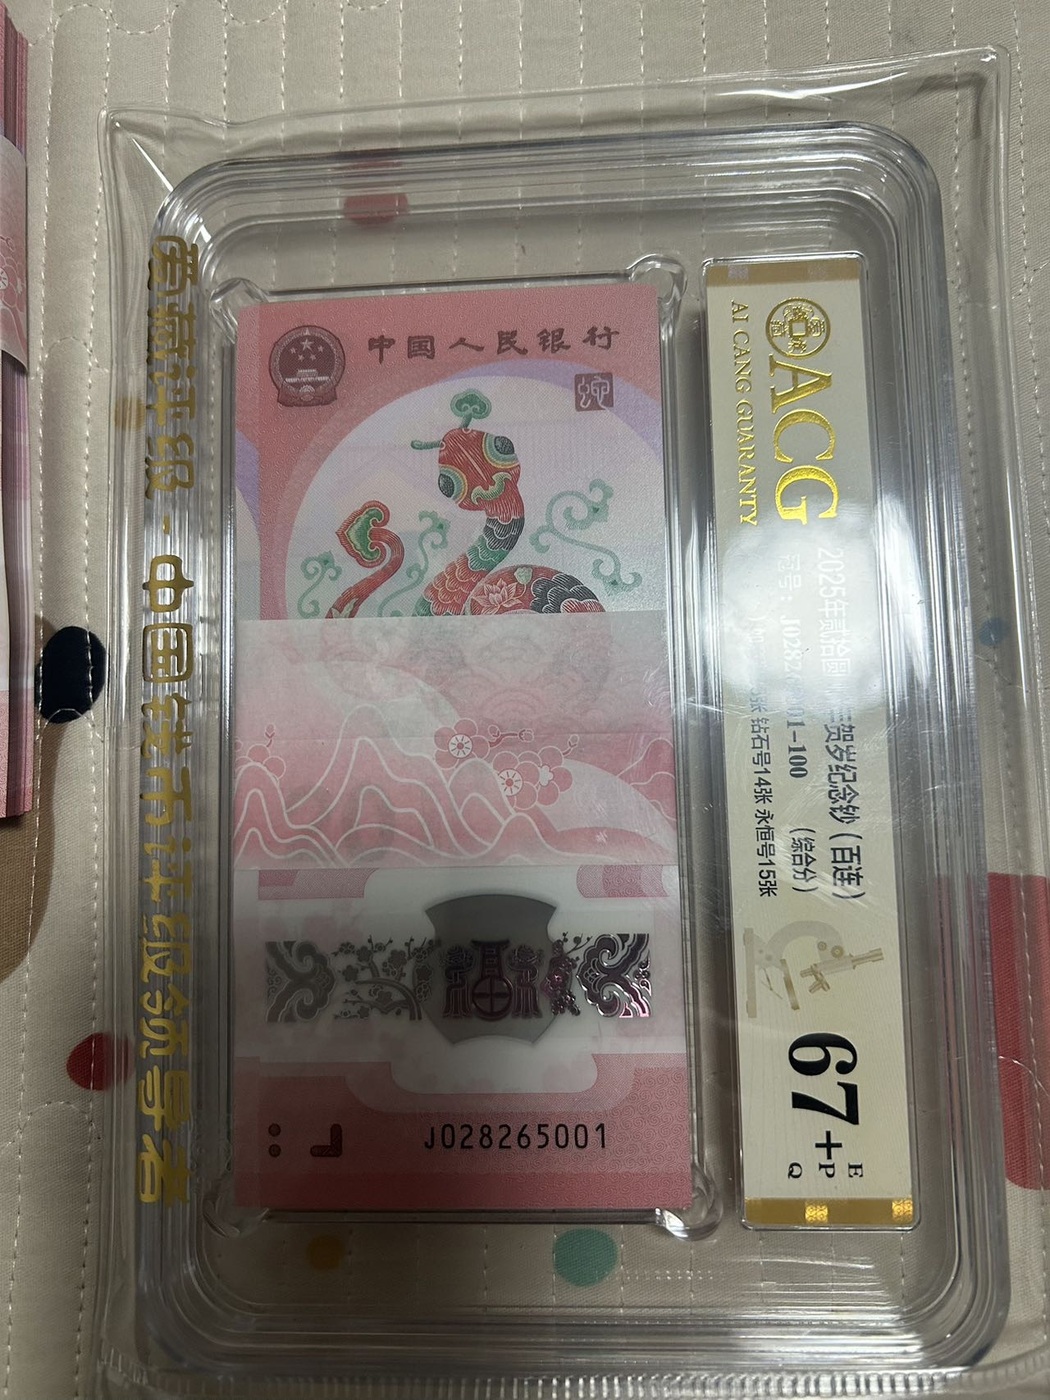 爱藏评级 - 中国钱币评级领导者
中国人民银行
J028265001
ACG
AI CANG GUARANTY
2025年贰拾圆
贺岁纪念钞(百连)
冠号:
01-100
(综合分)
张 钻石号14张 永恒号15张
67+
E
P
Q